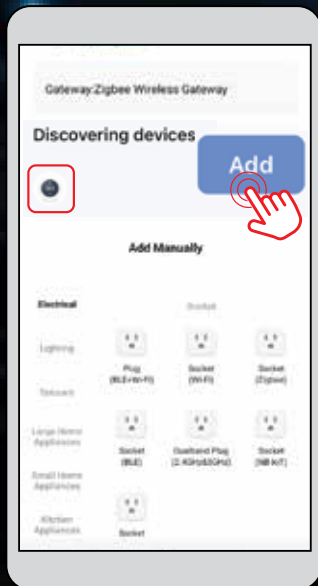 Gateway:Zigbee Wireless Gateway
Discovering devices
Add
Add Manually
Electrical
Socket
Lighting
Plug
(BLE+Wi-Fi)
Socket
(Wi-Fi)
Socket
(Zigbee)
Large Home
Appliances
Socket
(BLE)
Dualband Plug
(2.4GHz&5GHz)
Socket
(NB-IoT)
Small Home
Appliances
Kitchen
Appliances
Socket